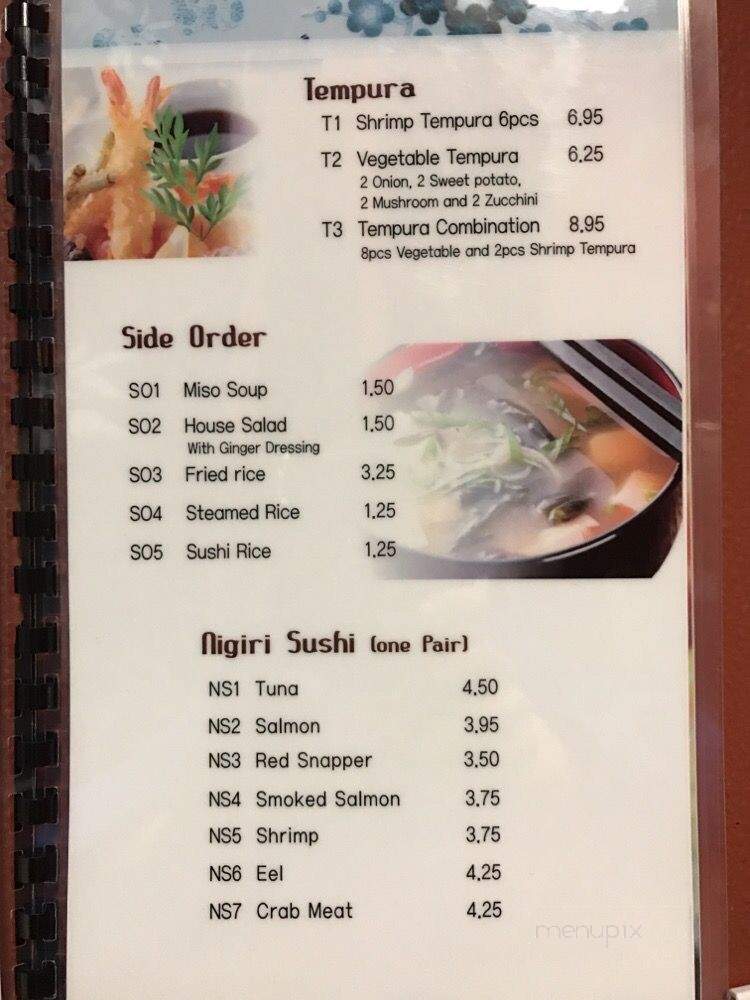 Tempura
T1 Shrimp Tempura 6pcs 6.95
T2 Vegetable Tempura 6.25
2 Onion, 2 Sweet potato,
2 Mushroom and 2 Zucchini
T3 Tempura Combination 8.95
8pcs Vegetable and 2pcs Shrimp Tempura
Side Order
SO1 Miso Soup 1.50
SO2 House Salad 1.50
With Ginger Dressing
SO3 Fried rice 3.25
SO4 Steamed Rice 1.25
SO5 Sushi Rice 1.25
Nigiri Sushi (one Pair)
NS1 Tuna 4.50
NS2 Salmon 3.95
NS3 Red Snapper 3.50
NS4 Smoked Salmon 3.75
NS5 Shrimp 3.75
NS6 Eel 4.25
NS7 Crab Meat 4.25
menupix